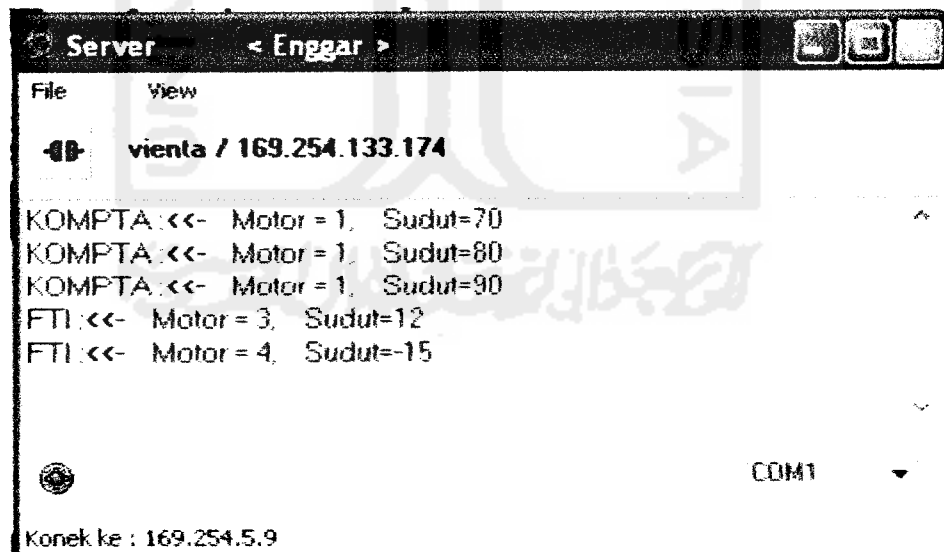 Server < Enggar >
File View
vienta / 169.254.133.174
KOMPTA:<<- Motor = 1, Sudut=70
KOMPTA:<<- Motor = 1, Sudut=80
KOMPTA:<<- Motor = 1, Sudut=90
FTI:<<- Motor = 3, Sudut=12
FTI:<<- Motor = 4, Sudut=-15
COM1
Konek ke : 169.254.5.9